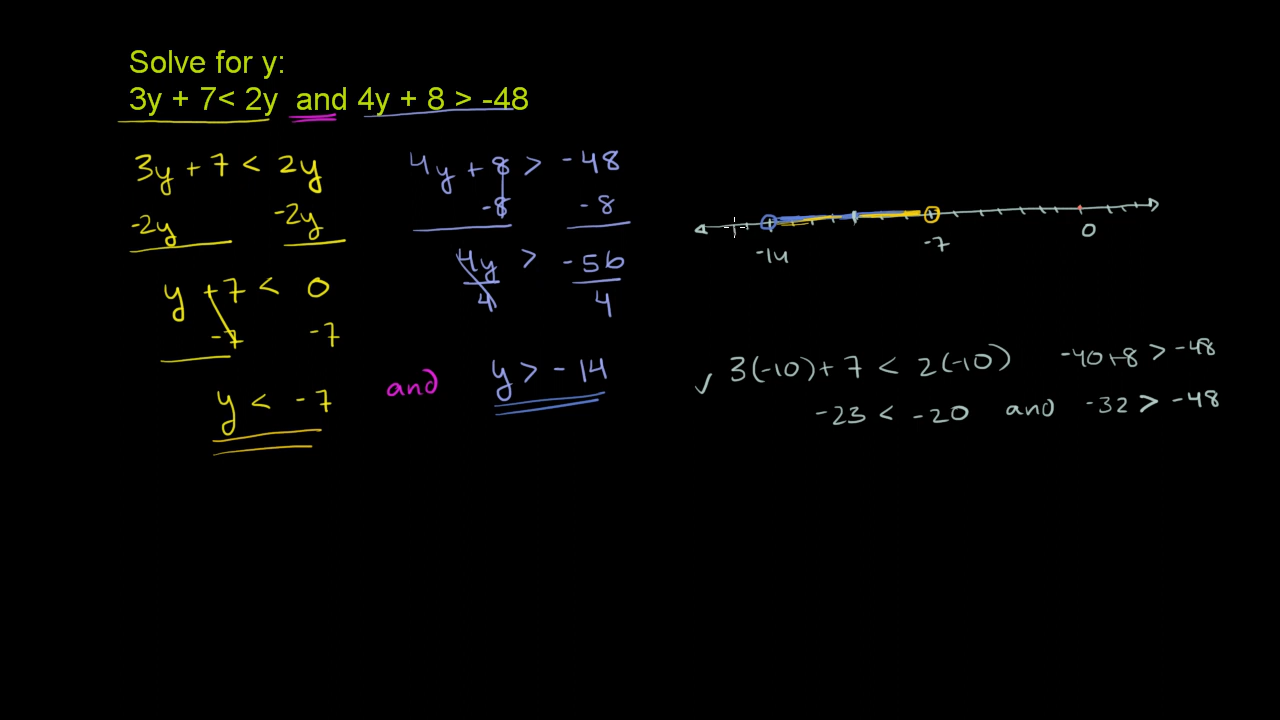 Solve for y:
3y + 7< 2y and 4y + 8 > -48
3y + 7 < 2y
-2y -2y
y + 7 < 0
-7 -7
y < -7
and
4y + 8 > -48
-8 -8
4y > -56
4 4
y > -14
-14 -7 0
✓ 3(-10) + 7 < 2(-10) -40+8 > -48
-23 < -20 and -32 > -48